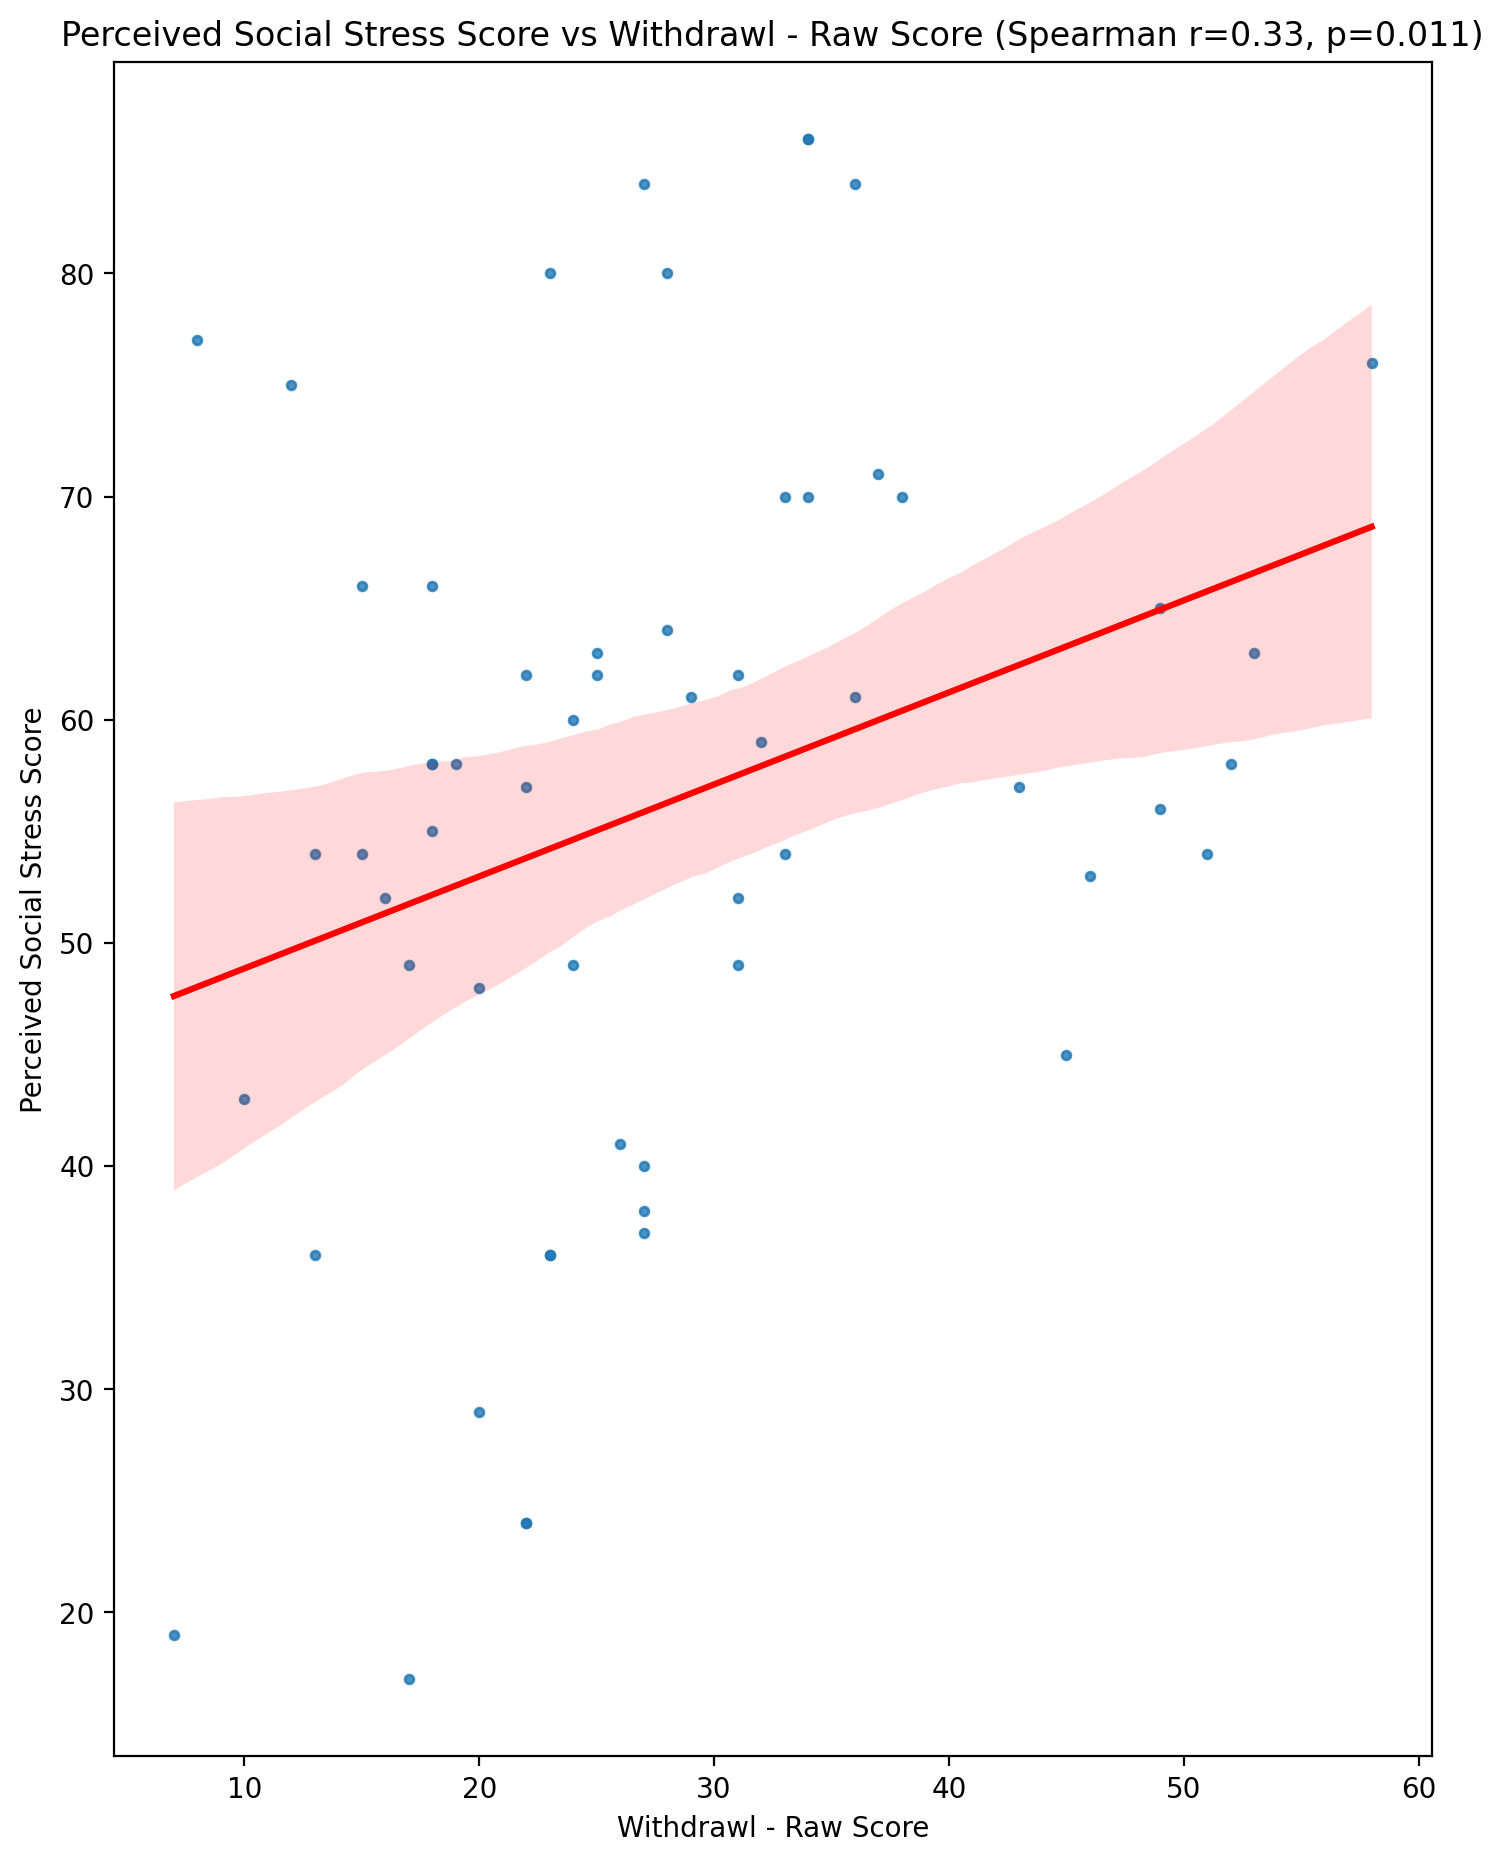 Perceived Social Stress Score vs Withdrawl - Raw Score (Spearman r=0.33, p=0.011)
80
70
60
50
40
30
20
Perceived Social Stress Score
10 20 30 40 50 60
Withdrawl - Raw Score